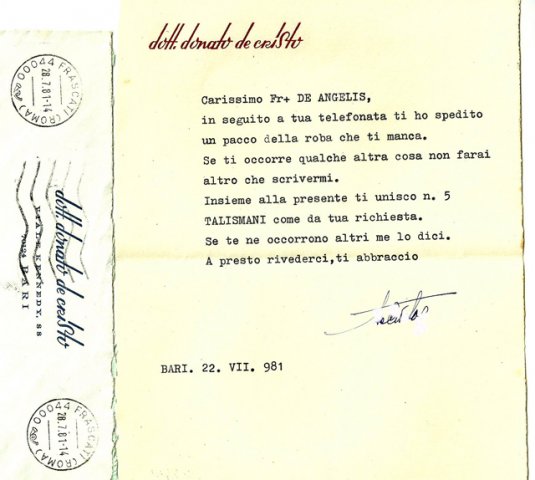 dott. donato de cristo
Carissimo Fr+ DE ANGELIS,
in seguito a tua telefonata ti ho spedito
un pacco della roba che ti manca.
Se ti occorre qualche altra cosa non farai
altro che scrivermi.
Insieme alla presente ti unisco n. 5
TALISMANI come da tua richiesta.
Se te ne occorrono altri me lo dici.
A presto rivederci,ti abbraccio
BARI. 22. VII. 981
00044 FRASCATI (ROMA)
28.7.81-14
dott. donato de cristo
VIALE KENNEDY, 88
BARI
00044 FRASCATI (ROMA)
28.7.81-14